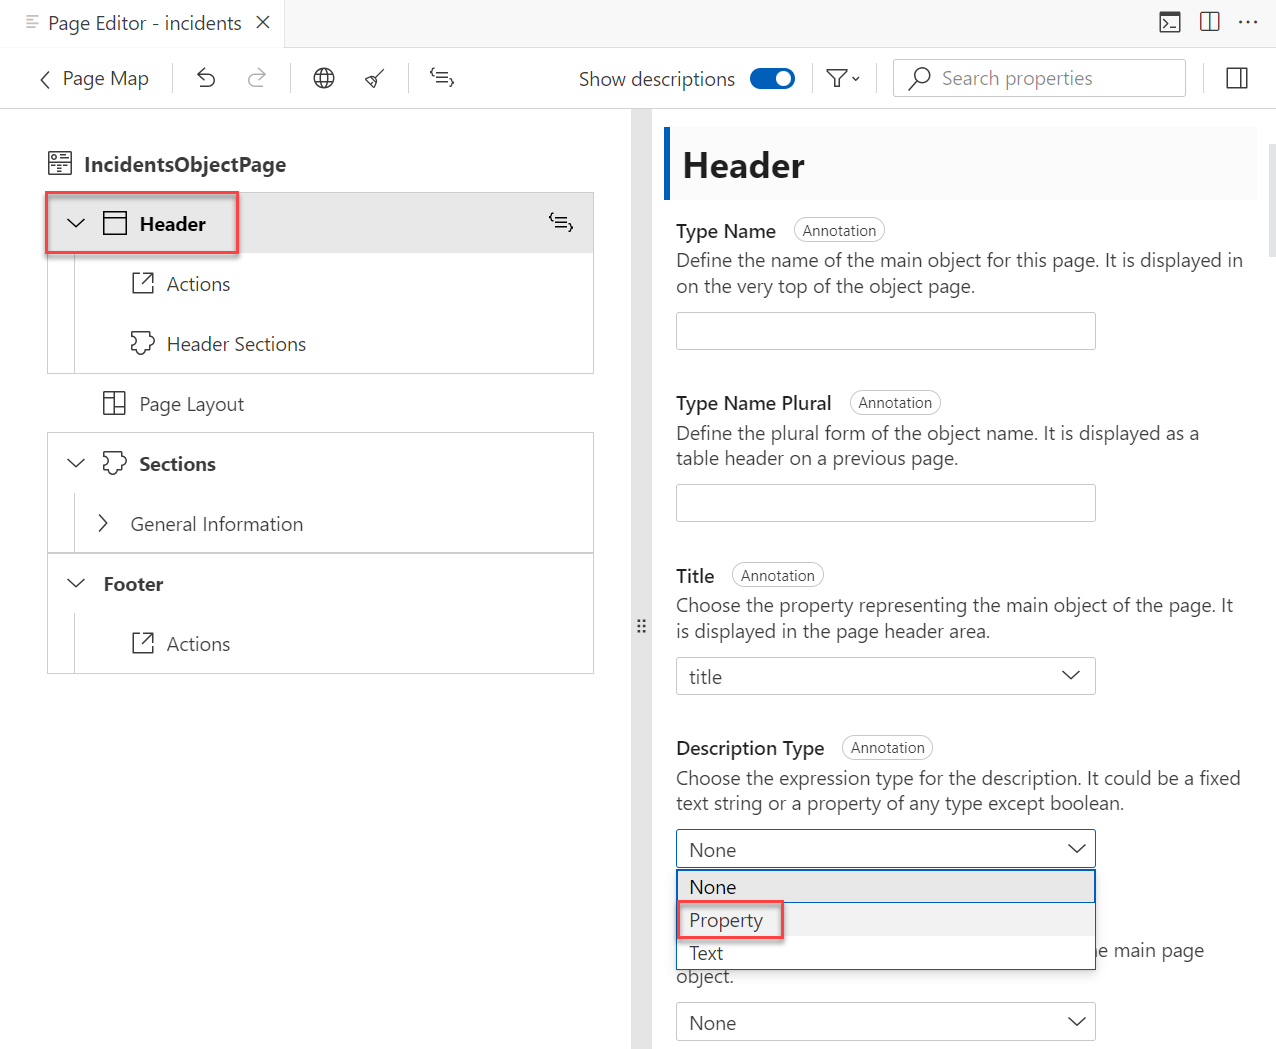 Page Editor - incidents
Page Map
Show descriptions
Search properties
IncidentsObjectPage
Header
Actions
Header Sections
Page Layout
Sections
General Information
Footer
Actions
Header
Type Name Annotation
Define the name of the main object for this page. It is displayed in
on the very top of the object page.
Type Name Plural Annotation
Define the plural form of the object name. It is displayed as a
table header on a previous page.
Title Annotation
Choose the property representing the main object of the page. It
is displayed in the page header area.
title
Description Type Annotation
Choose the expression type for the description. It could be a fixed
text string or a property of any type except boolean.
None
None
Property
Text
main page
object.
None